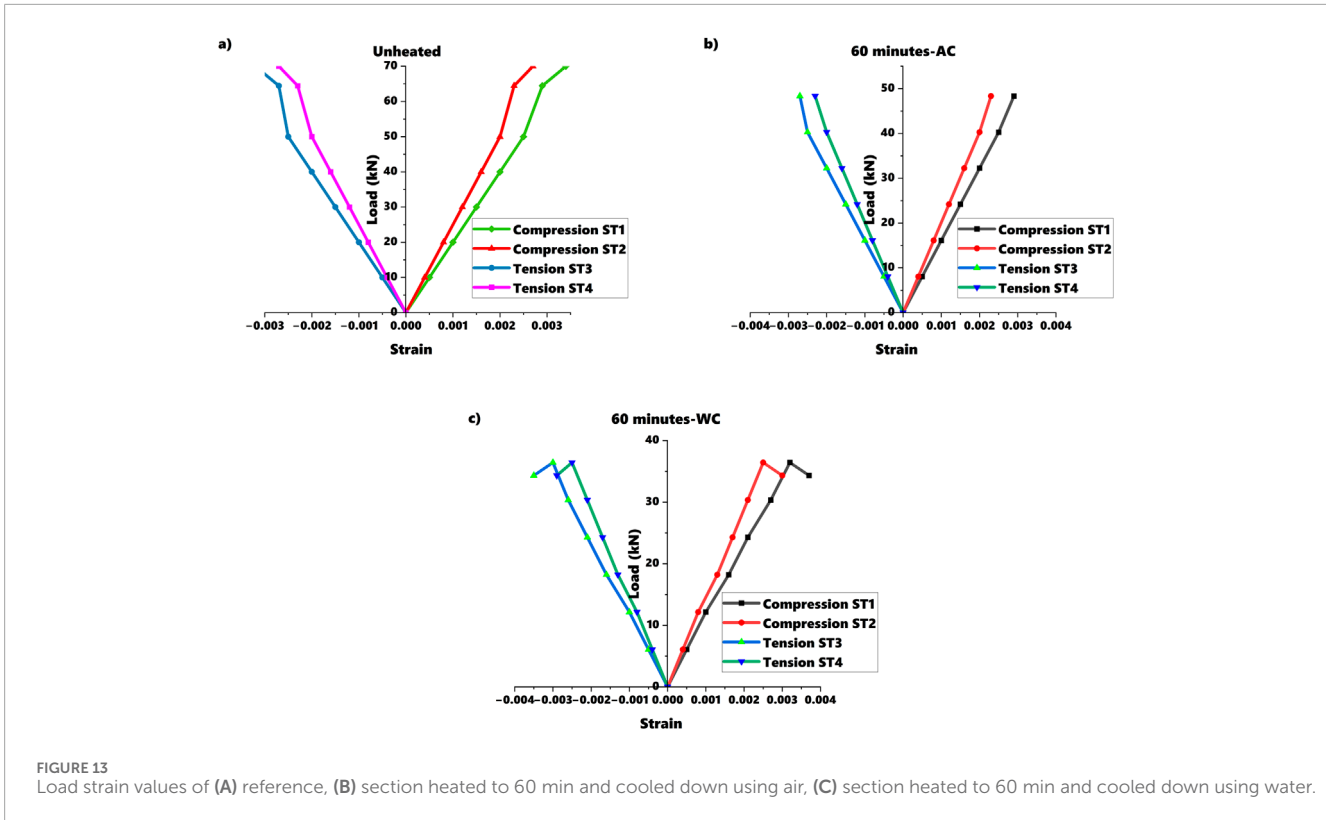 a)
Unheated
70
60
50
40
30
20
10
0
Load (kN)
Compression ST1
Compression ST2
Tension ST3
Tension ST4
−0.003 −0.002 −0.001 0.000 0.001 0.002 0.003
Strain
b)
60 minutes-AC
50
40
30
20
10
0
Load (kN)
Compression ST1
Compression ST2
Tension ST3
Tension ST4
−0.004 −0.003 −0.002 −0.001 0.000 0.001 0.002 0.003 0.004
Strain
c)
60 minutes-WC
40
30
20
10
0
Load (kN)
Compression ST1
Compression ST2
Tension ST3
Tension ST4
−0.004 −0.003 −0.002 −0.001 0.000 0.001 0.002 0.003 0.004
Strain
FIGURE 13
Load strain values of (A) reference, (B) section heated to 60 min and cooled down using air, (C) section heated to 60 min and cooled down using water.